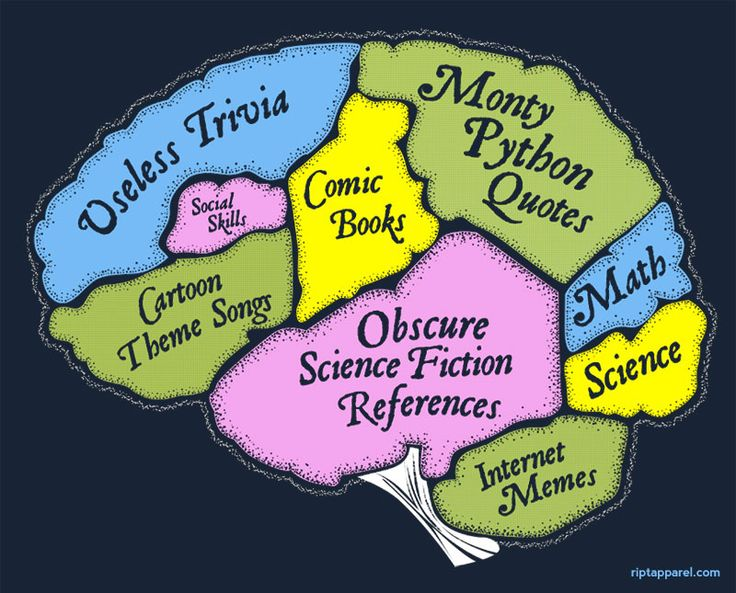 Useless Trivia
Social
Skills
Cartoon
Theme Songs
Comic
Books
Monty
Python
Quotes
Math
Science
Obscure
Science Fiction
References
Internet
Memes
riptapparel.com